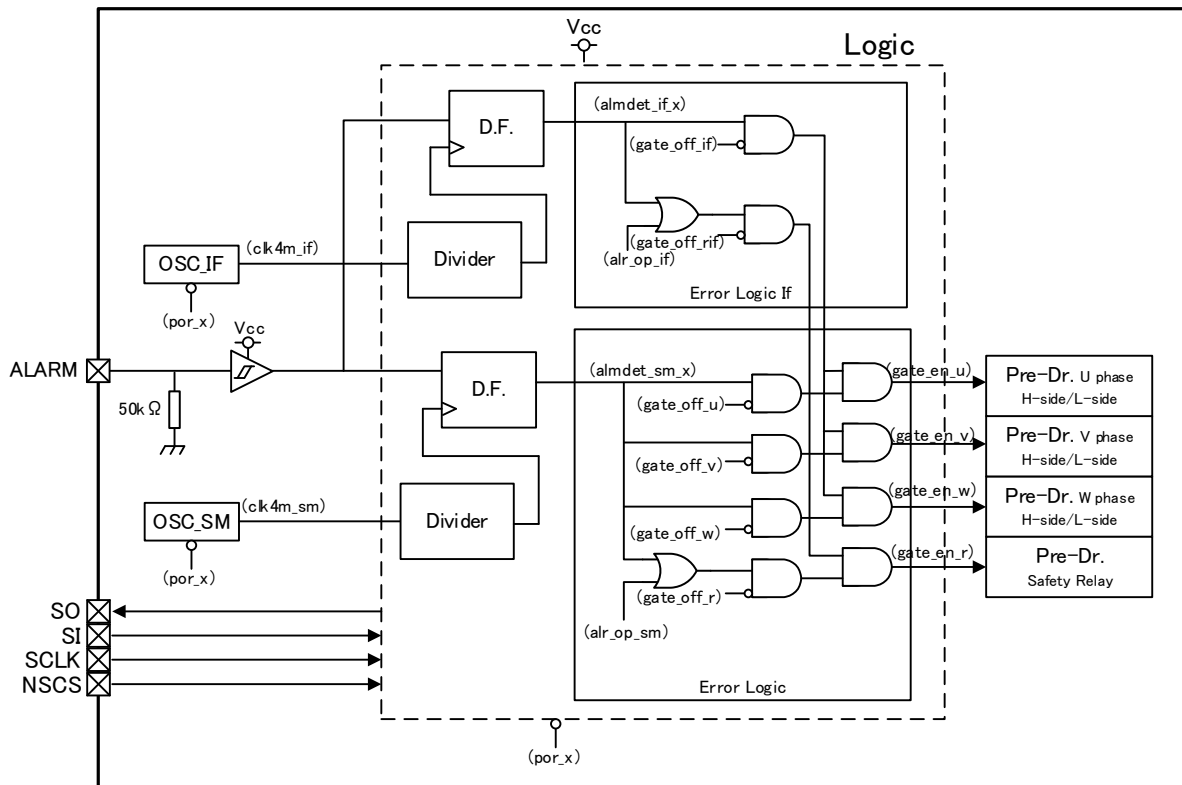 Vcc
Logic
D.F.
(almdet_if_x)
(gate_off_if)
(clk4m_if)
OSC_IF
Divider
(gate_off_rif)
(alr_op_if)
Error Logic If
(por_x)
Vcc
ALARM
50kΩ
D.F.
(almdet_sm_x)
(gate_off_u)
(gate_en_u)
Pre-Dr. U phase
H-side/L-side
(gate_off_v)
(gate_en_v)
Pre-Dr. V phase
H-side/L-side
(clk4m_sm)
OSC_SM
Divider
(gate_off_w)
(gate_en_w)
Pre-Dr. W phase
H-side/L-side
(por_x)
(gate_off_r)
(gate_en_r)
Pre-Dr.
Safety Relay
(alr_op_sm)
SO
SI
SCLK
NSCS
Error Logic
(por_x)